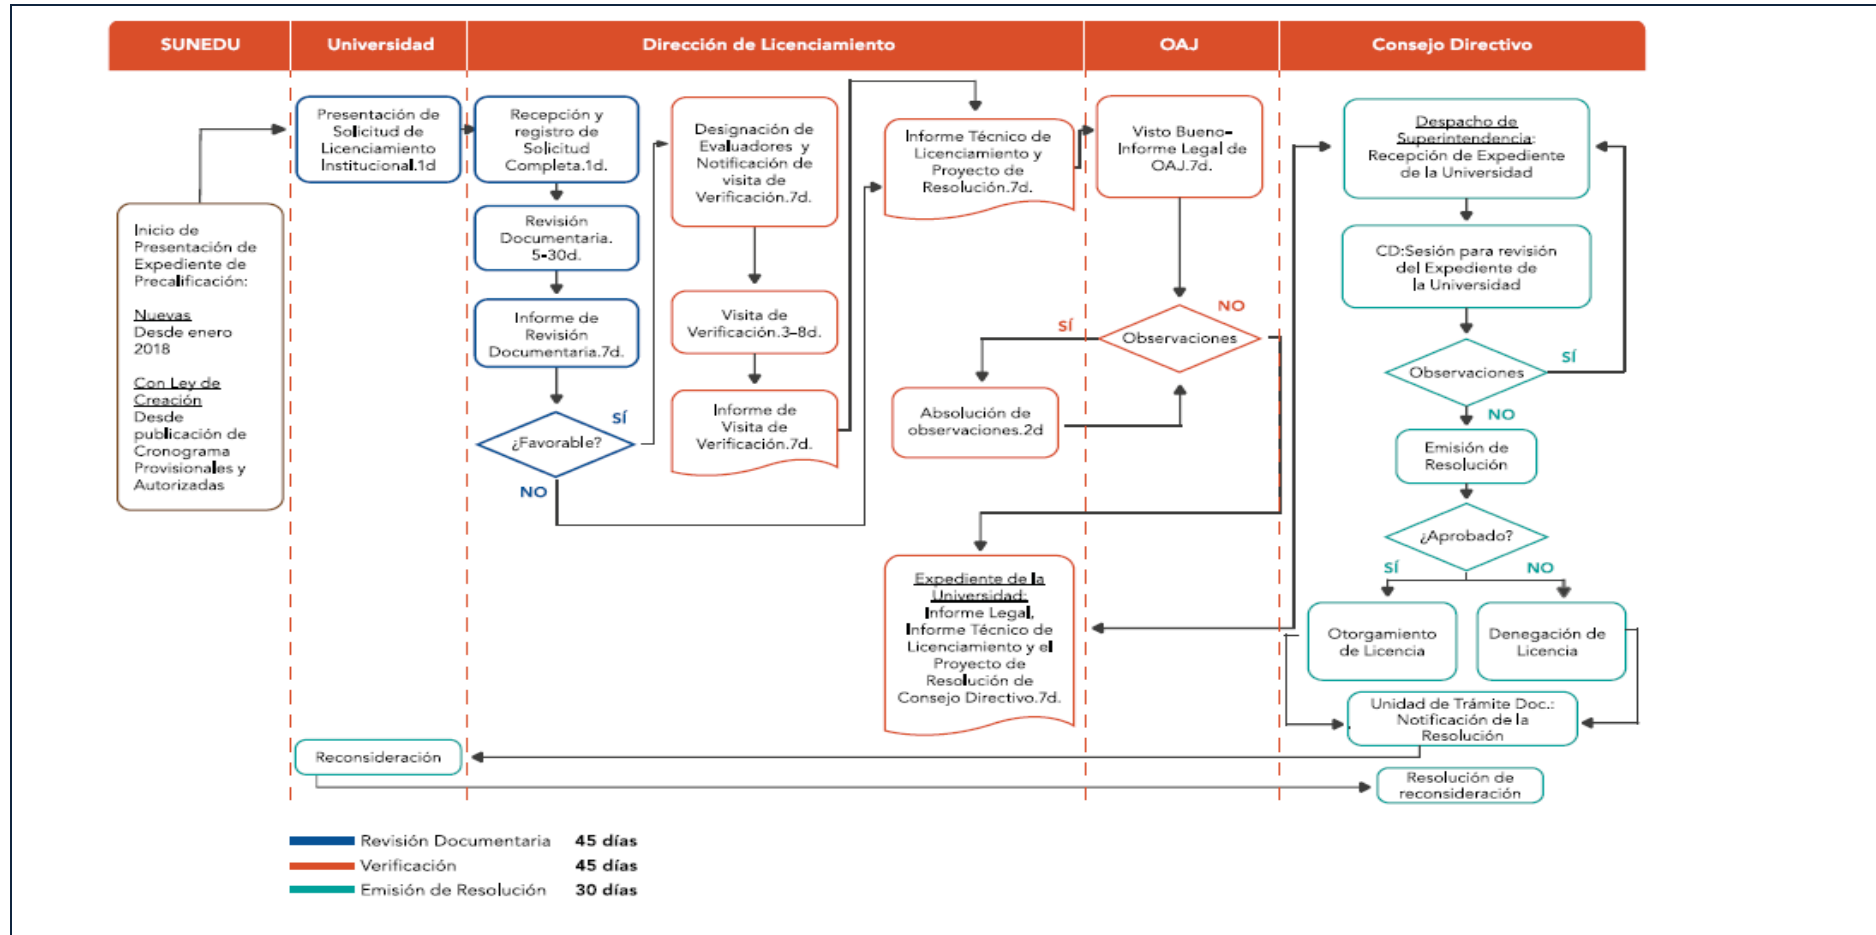 SUNEDU
Universidad
Dirección de Licenciamiento
OAJ
Consejo Directivo
Inicio de
Presentación de
Expediente de
Precalificación:
Nuevas
Desde enero
2018
Con Ley de
Creación
Desde
publicación de
Cronograma
Provisionales y
Autorizadas
Presentación de
Solicitud de
Licenciamiento
Institucional.1d
Recepción y
registro de
Solicitud
Completa.1d.
Revisión
Documentaria.
5-30d.
Informe de
Revisión
Documentaria.7d.
¿Favorable?
SÍ
NO
Designación de
Evaluadores y
Notificación de
visita de
Verificación.7d.
Visita de
Verificación.3-8d.
Informe de
Visita de
Verificación.7d.
Informe Técnico de
Licenciamiento y
Proyecto de
Resolución.7d.
Visto Bueno-
Informe Legal de
OAJ.7d.
Observaciones
SÍ
NO
Absolución de
observaciones.2d
Expediente de la
Universidad:
Informe Legal,
Informe Técnico de
Licenciamiento y el
Proyecto de
Resolución de
Consejo Directivo.7d.
Despacho de
Superintendencia:
Recepción de Expediente
de la Universidad
CD:Sesión para revisión
del Expediente de
la Universidad
Observaciones
SÍ
NO
Emisión de
Resolución
¿Aprobado?
SÍ
NO
Otorgamiento
de Licencia
Denegación de
Licencia
Unidad de Trámite Doc.:
Notificación de la
Resolución
Reconsideración
Resolución de
reconsideración
Revisión Documentaria 45 días
Verificación 45 días
Emisión de Resolución 30 días